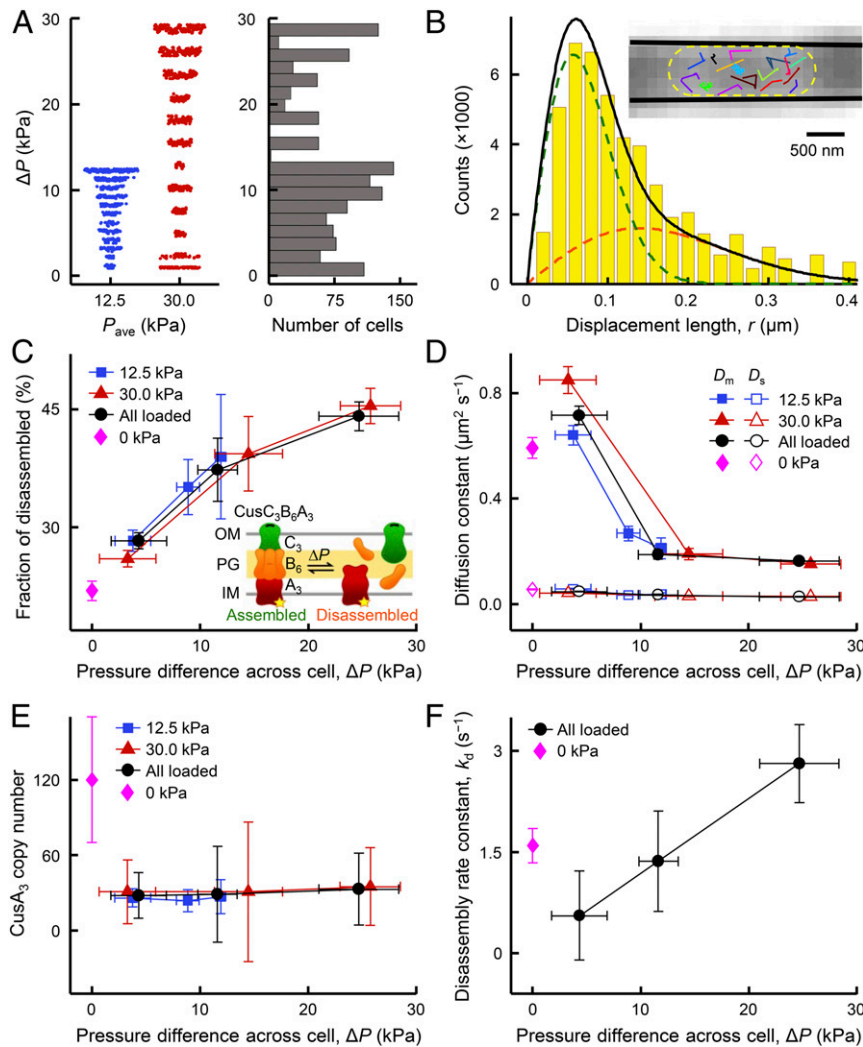 A
ΔP (kPa)
30
20
10
0
12.5
30.0
P_ave (kPa)
30
20
10
0
0
75
150
Number of cells
B
Counts (×1000)
6
4
2
0
0
0.1
0.2
0.3
0.4
Displacement length, r (μm)
500 nm
C
Fraction of disassembled (%)
45
30
12.5 kPa
30.0 kPa
All loaded
0 kPa
CusC₃B₆A₃
OM
C₃
PG
B₆
ΔP
IM
A₃
Assembled
Disassembled
0
10
20
30
Pressure difference across cell, ΔP (kPa)
D
Diffusion constant (μm² s⁻¹)
0.8
0.4
0.0
Dₘ Dₛ
12.5 kPa
30.0 kPa
All loaded
0 kPa
0
10
20
30
Pressure difference across cell, ΔP (kPa)
E
CusA₃ copy number
120
60
0
12.5 kPa
30.0 kPa
All loaded
0 kPa
0
10
20
30
Pressure difference across cell, ΔP (kPa)
F
Disassembly rate constant, k_d (s⁻¹)
3
1.5
0
All loaded
0 kPa
0
10
20
30
Pressure difference across cell, ΔP (kPa)